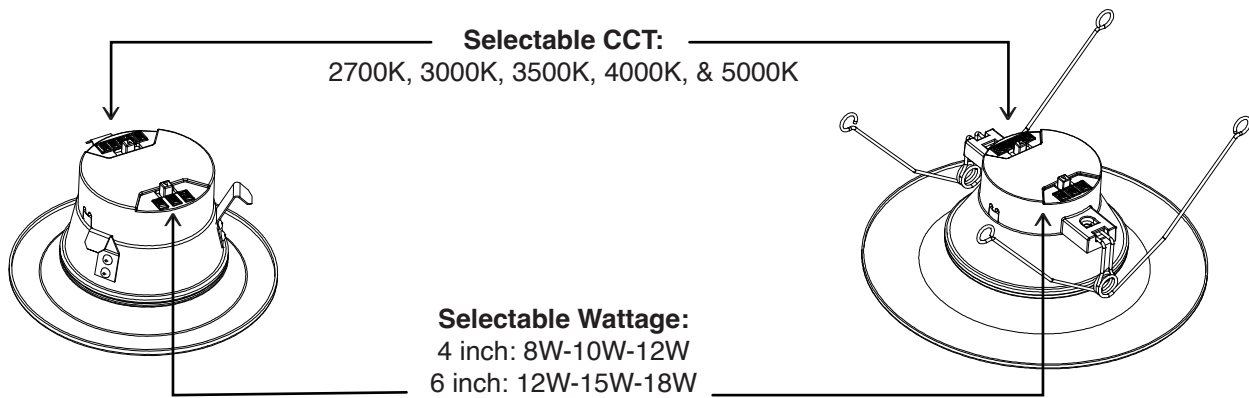 Selectable CCT:
2700K, 3000K, 3500K, 4000K, & 5000K
Selectable Wattage:
4 inch: 8W-10W-12W
6 inch: 12W-15W-18W